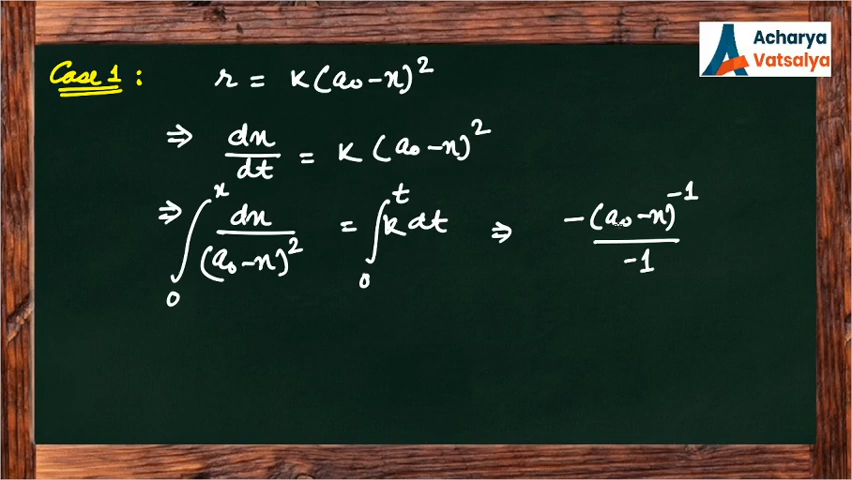 Acharya
Vatsalya
Case 1 : r = K(a₀-x)²
⇒ dx/dt = K(a₀-x)²
⇒ ∫₀ˣ dx/(a₀-x)² = ∫₀ᵗ k dt ⇒ -(a₀-x)⁻¹/-1